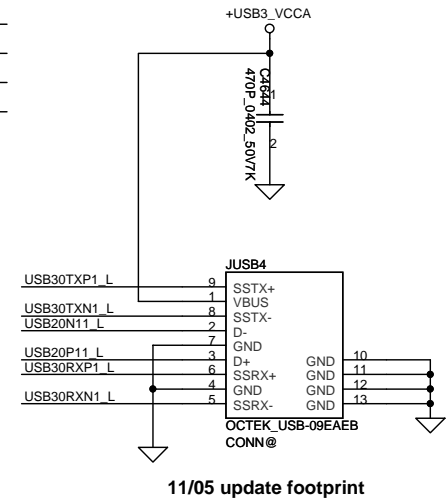 +USB3_VCCA
C4644
470P_0402_50V7K
1
2
JUSB4
USB30TXP1_L 9 SSTX+
1 VBUS
USB30TXN1_L 8 SSTX-
USB20N11_L 2 D-
7 GND
USB20P11_L 3 D+ GND 10
USB30RXP1_L 6 SSRX+ GND 11
4 GND GND 12
USB30RXN1_L 5 SSRX- GND 13
OCTEK_USB-09EAEB
CONN@
11/05 update footprint